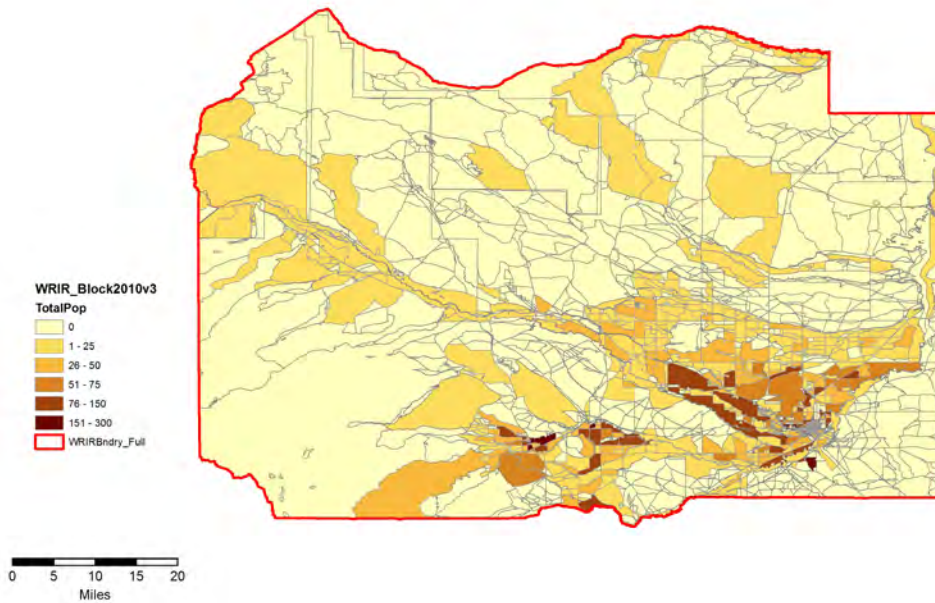 WRIR_Block2010v3
TotalPop
0
1 - 25
26 - 50
51 - 75
76 - 150
151 - 300
WRIRBndry_Full
0 5 10 15 20
Miles